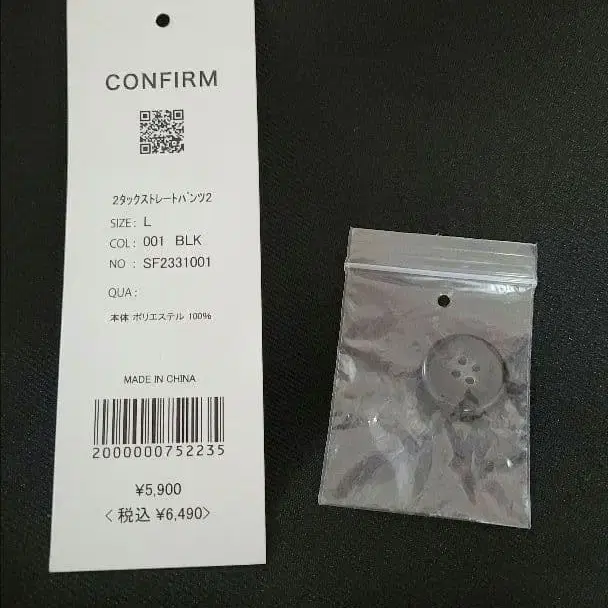 CONFIRM
2タックストレートパンツ2
SIZE: L
COL: 001 BLK
NO : SF2331001
QUA :
本体 ポリエステル 100%
MADE IN CHINA
2000000752235
¥5,900
<税込 ¥6,490>